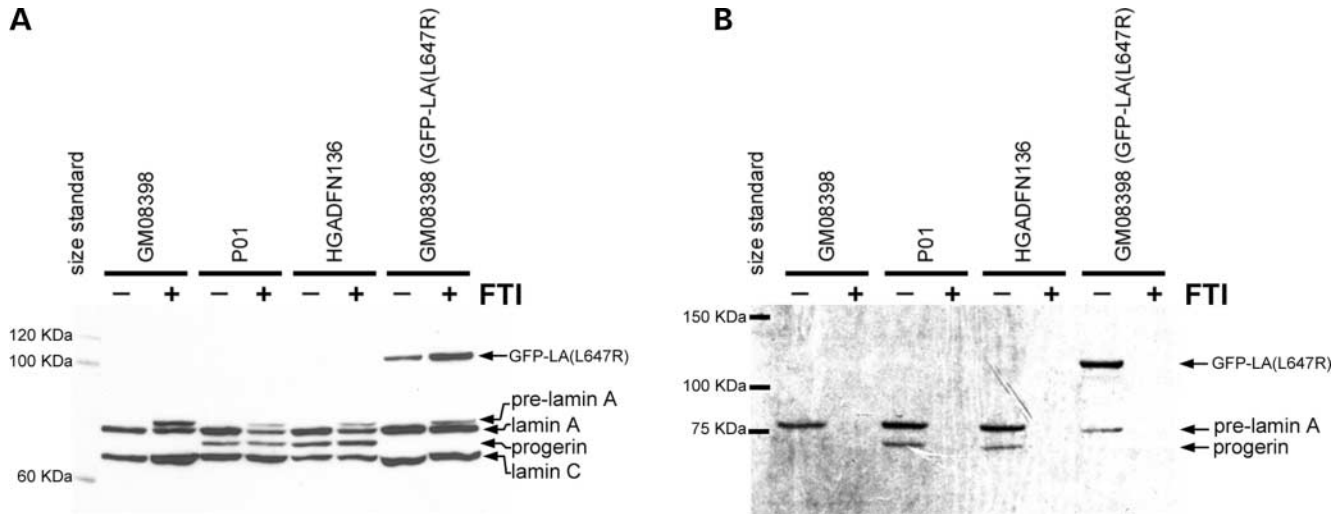 A
size standard
GM08398
P01
HGADFN136
GM08398 (GFP-LA(L647R)
− + − + − + − + FTI
120 KDa
100 KDa
60 KDa
GFP-LA(L647R)
pre-lamin A
lamin A
progerin
lamin C
B
size standard
GM08398
P01
HGADFN136
GM08398 (GFP-LA(L647R)
− + − + − + − + FTI
150 KDa
100 KDa
75 KDa
GFP-LA(L647R)
pre-lamin A
progerin